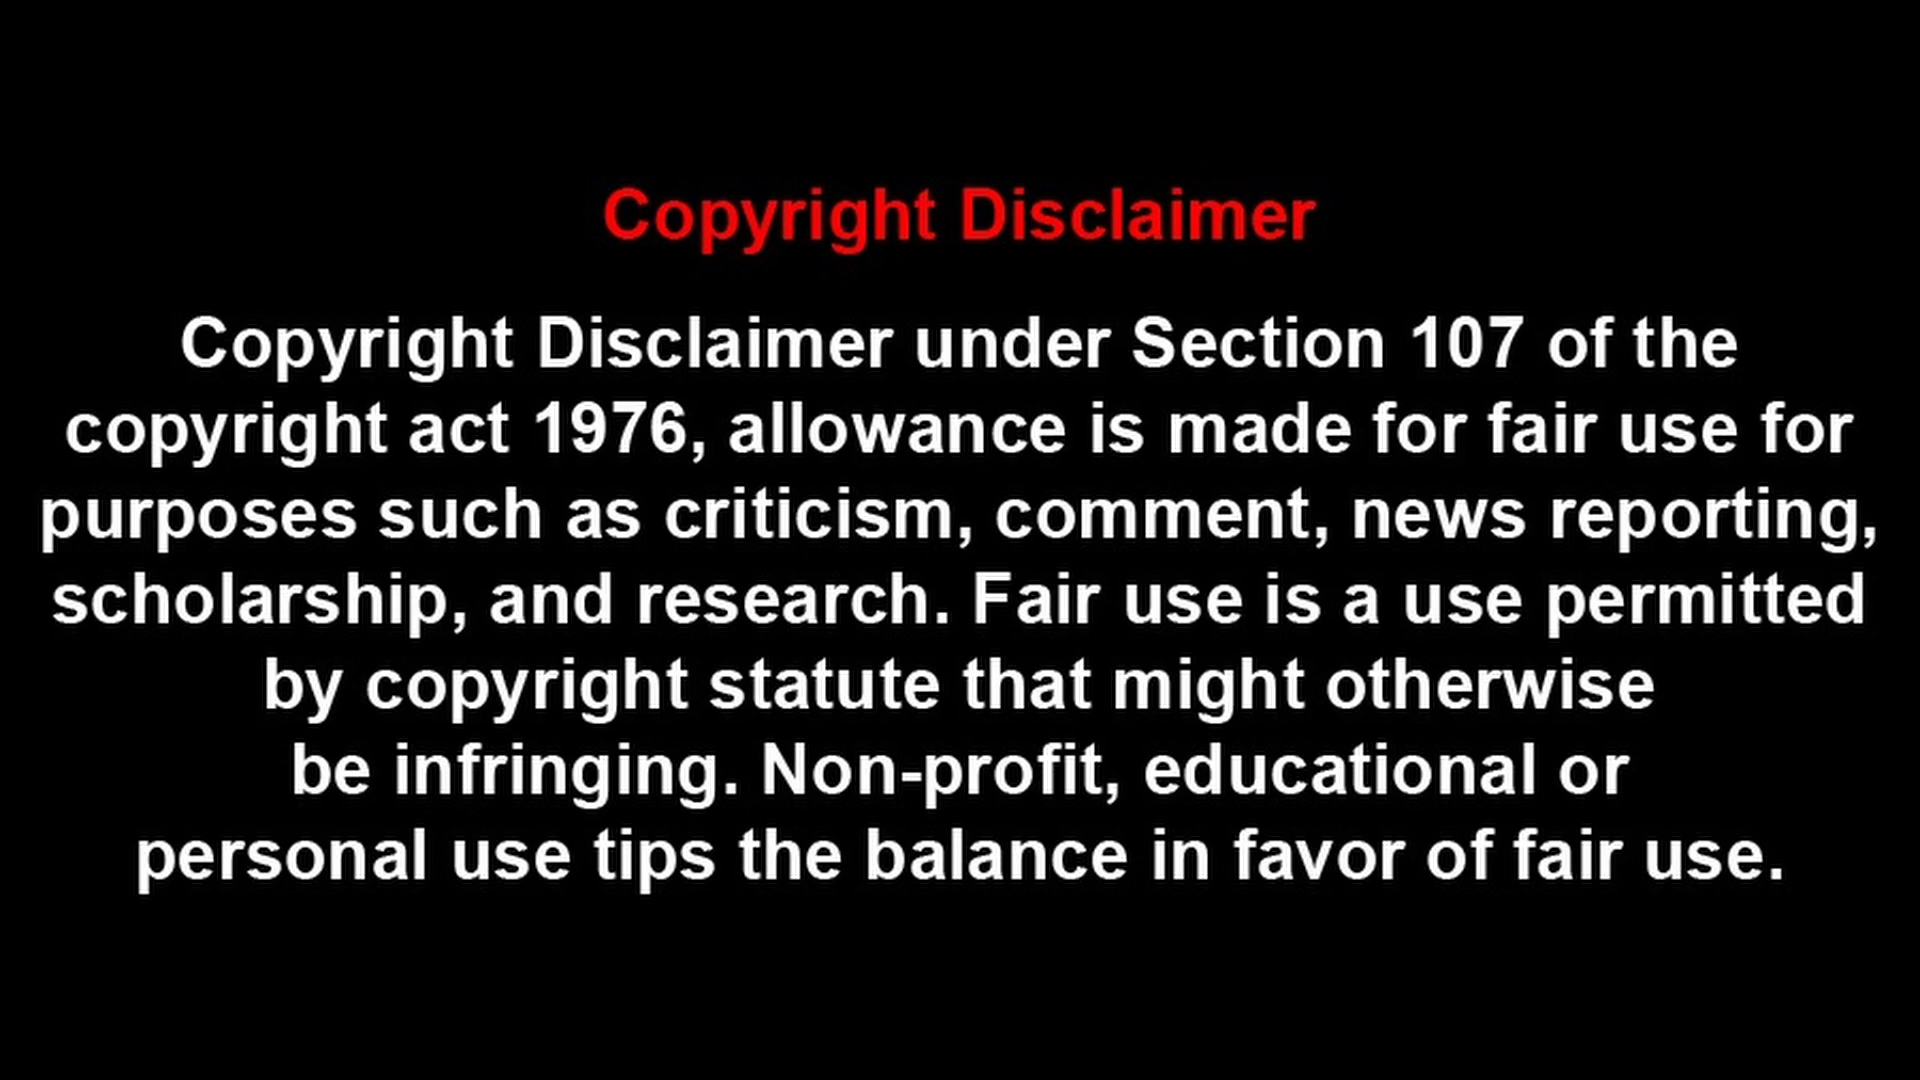 Copyright Disclaimer
Copyright Disclaimer under Section 107 of the
copyright act 1976, allowance is made for fair use for
purposes such as criticism, comment, news reporting,
scholarship, and research. Fair use is a use permitted
by copyright statute that might otherwise
be infringing. Non-profit, educational or
personal use tips the balance in favor of fair use.